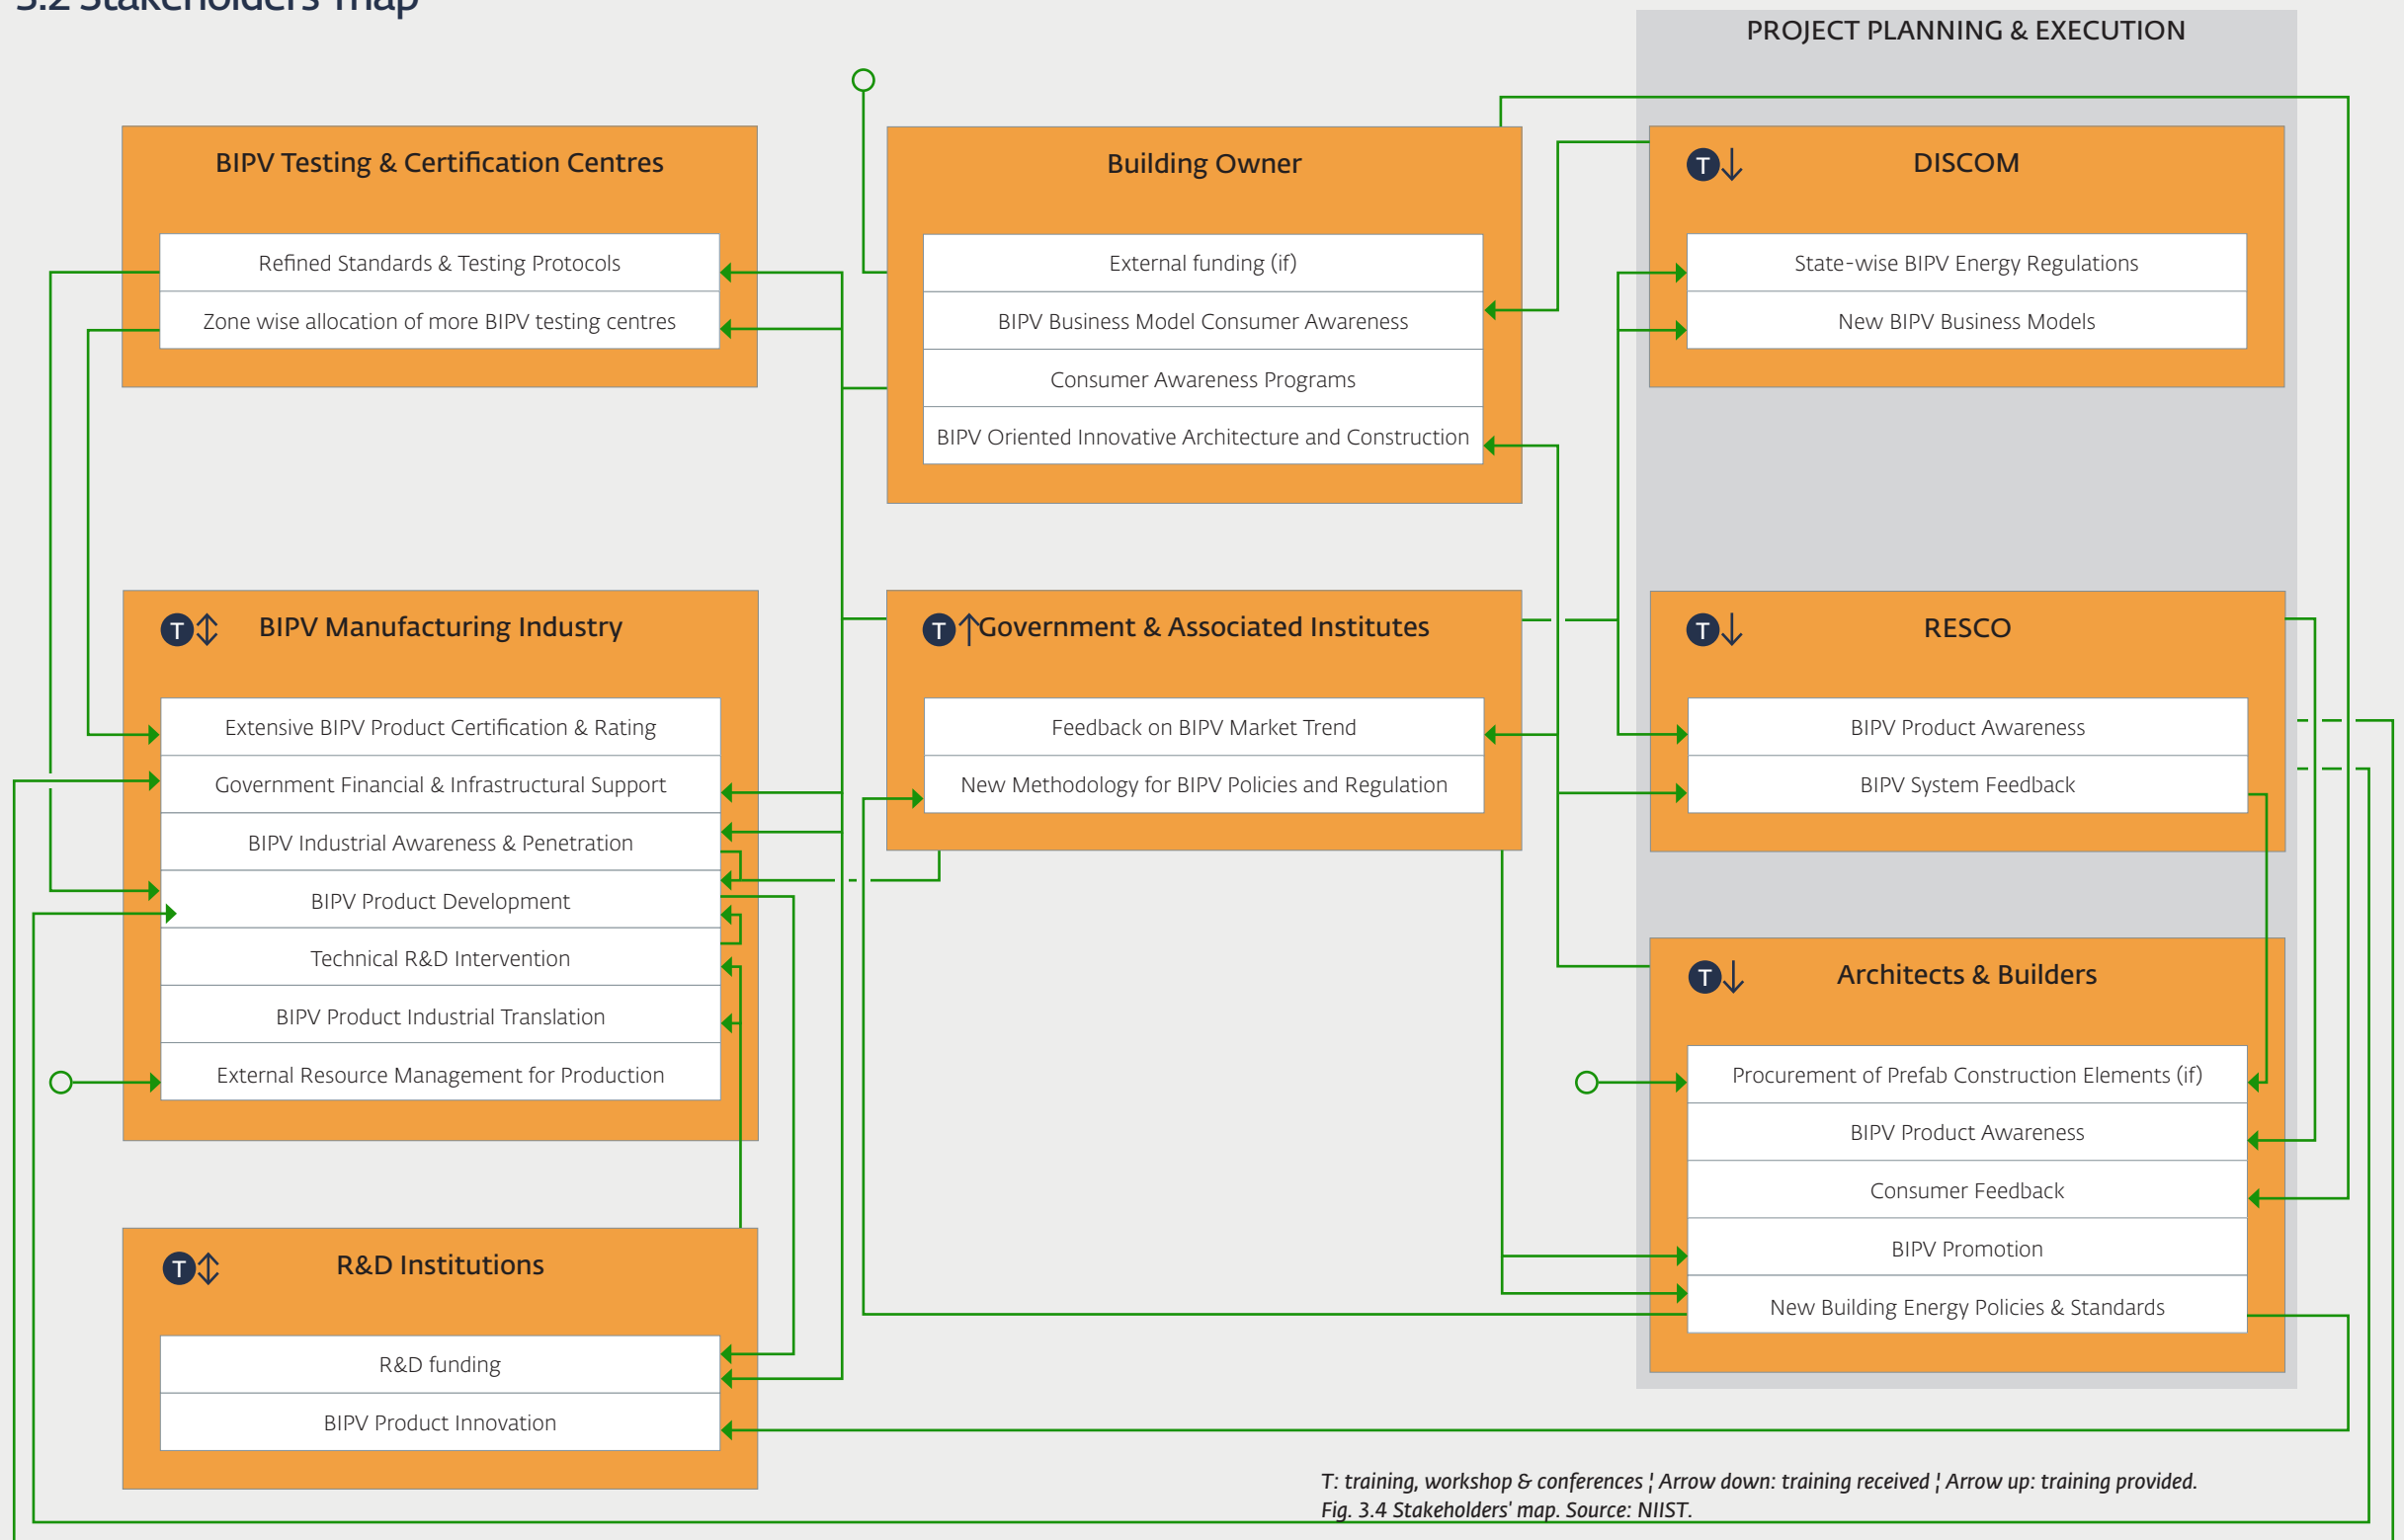 3.2 Stakeholders' map
PROJECT PLANNING & EXECUTION
BIPV Testing & Certification Centres
Refined Standards & Testing Protocols
Zone wise allocation of more BIPV testing centres
Building Owner
External funding (if)
BIPV Business Model Consumer Awareness
Consumer Awareness Programs
BIPV Oriented Innovative Architecture and Construction
T DISCOM
State-wise BIPV Energy Regulations
New BIPV Business Models
T BIPV Manufacturing Industry
Extensive BIPV Product Certification & Rating
Government Financial & Infrastructural Support
BIPV Industrial Awareness & Penetration
BIPV Product Development
Technical R&D Intervention
BIPV Product Industrial Translation
External Resource Management for Production
T Government & Associated Institutes
Feedback on BIPV Market Trend
New Methodology for BIPV Policies and Regulation
T RESCO
BIPV Product Awareness
BIPV System Feedback
T Architects & Builders
Procurement of Prefab Construction Elements (if)
BIPV Product Awareness
Consumer Feedback
BIPV Promotion
New Building Energy Policies & Standards
T R&D Institutions
R&D funding
BIPV Product Innovation
T: training, workshop & conferences ¦ Arrow down: training received ¦ Arrow up: training provided.
Fig. 3.4 Stakeholders' map. Source: NIIST.